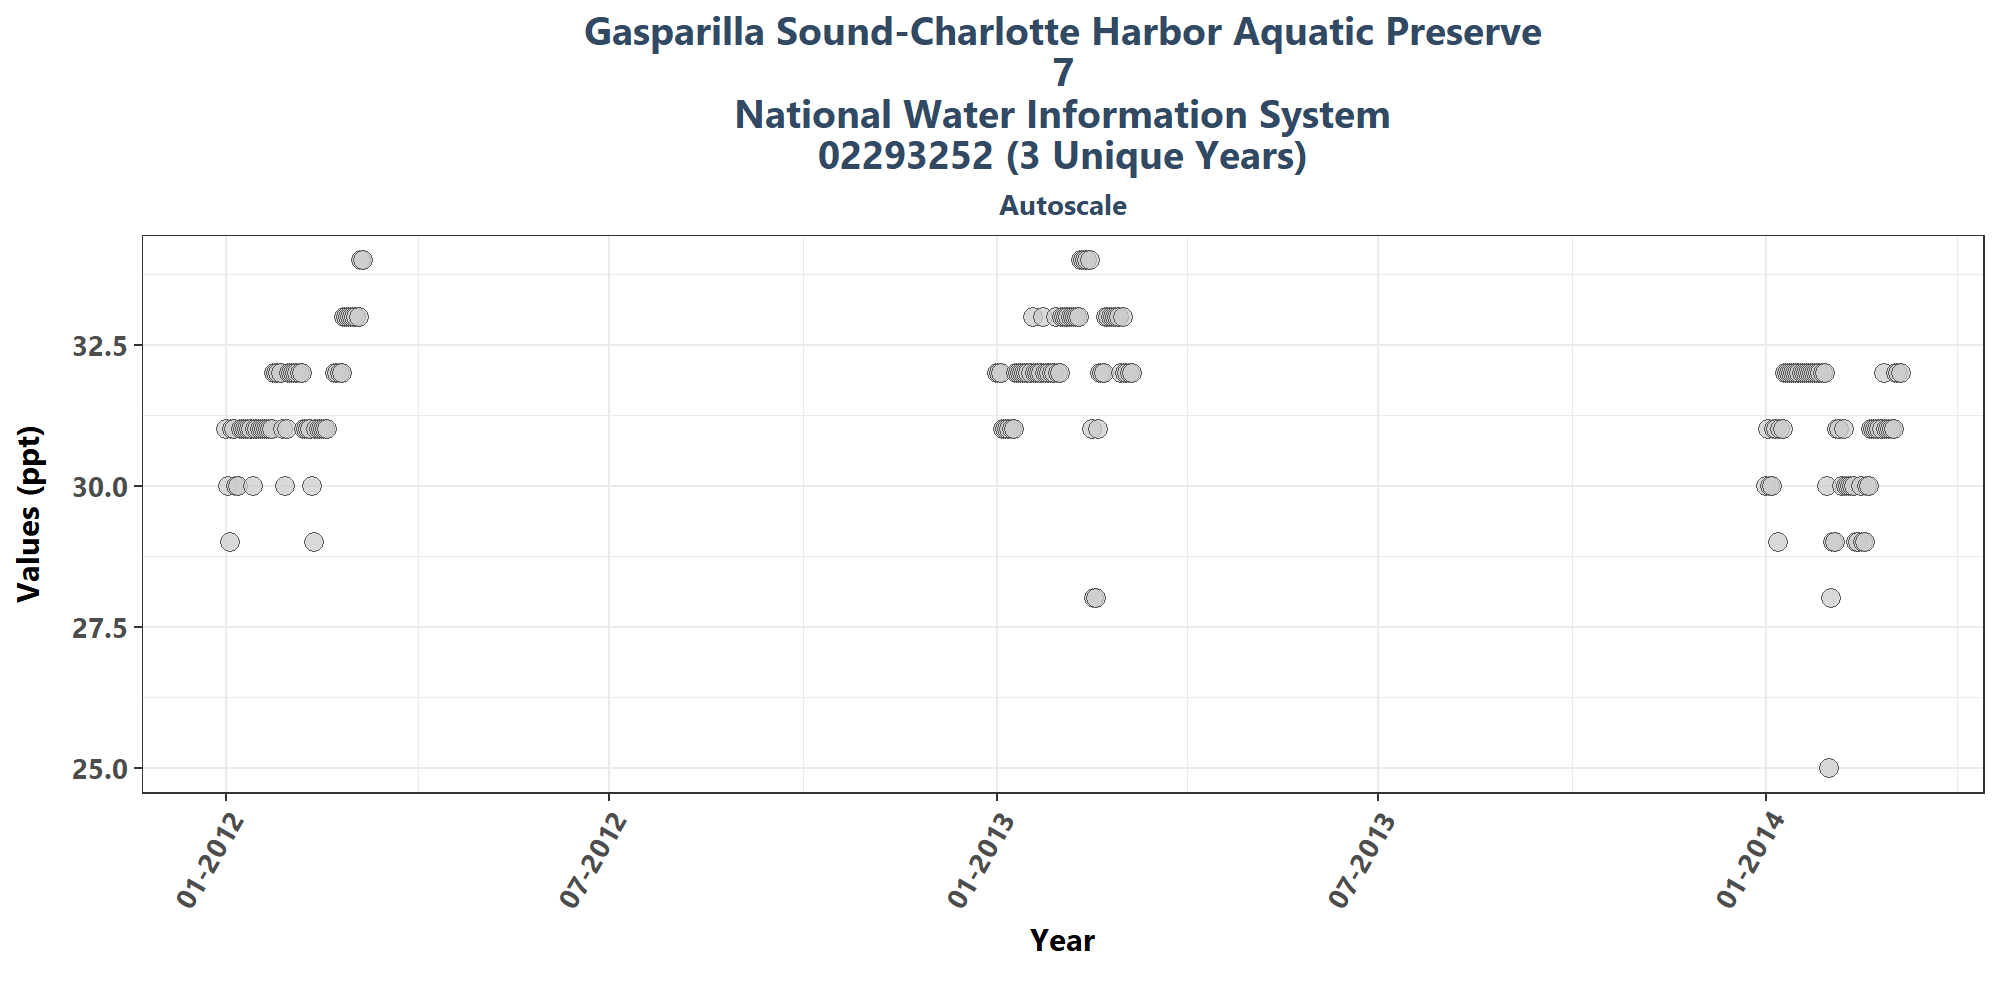 Gasparilla Sound-Charlotte Harbor Aquatic Preserve
7
National Water Information System
02293252 (3 Unique Years)
Autoscale
Values (ppt)
32.5
30.0
27.5
25.0
01-2012
07-2012
01-2013
07-2013
01-2014
Year